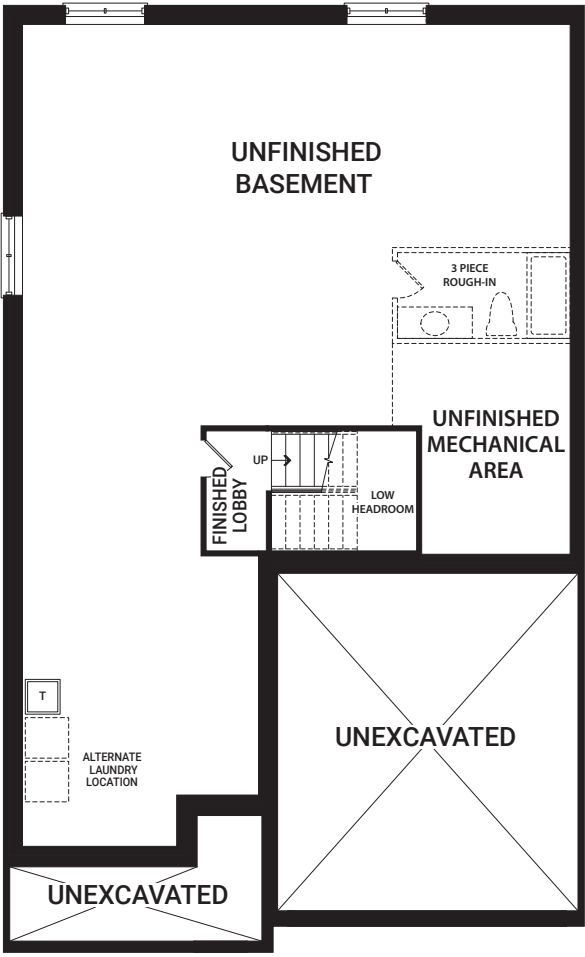 UNFINISHED
BASEMENT
3 PIECE
ROUGH-IN
UNFINISHED
MECHANICAL
AREA
UP
FINISHED
LOBBY
LOW
HEADROOM
T
ALTERNATE
LAUNDRY
LOCATION
UNEXCAVATED
UNEXCAVATED